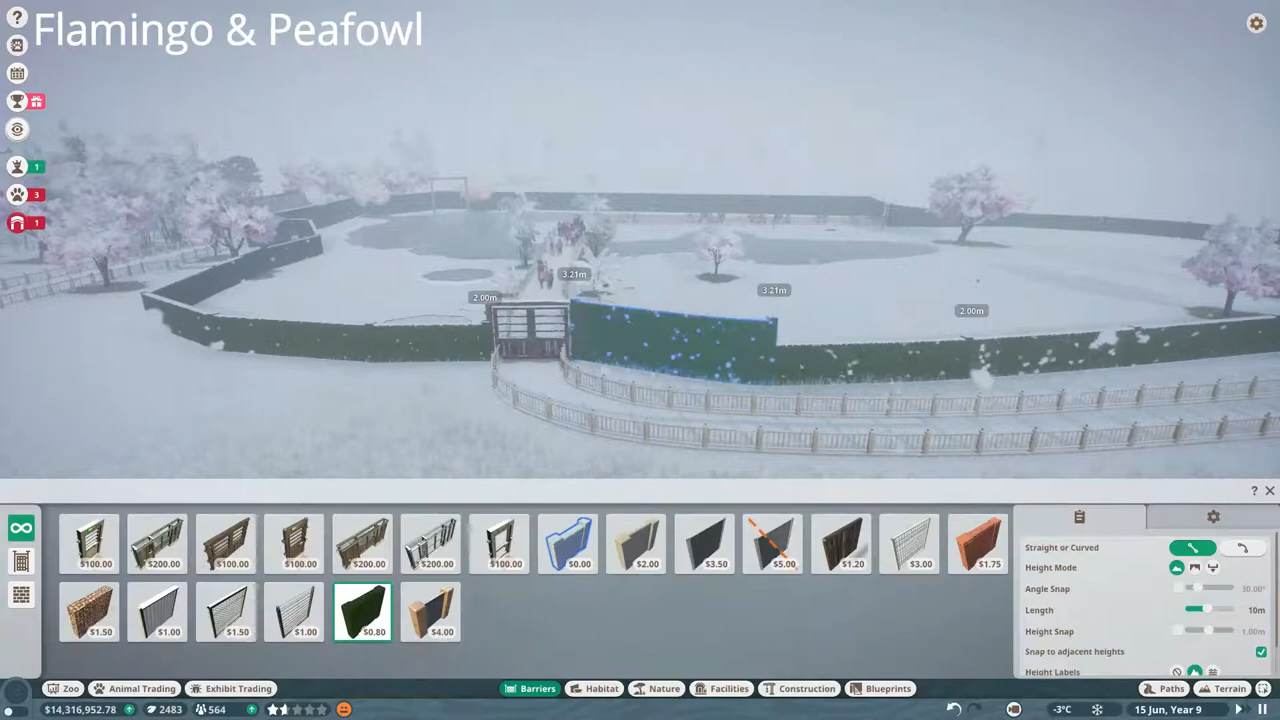 Flamingo & Peafowl
1
3
1
3.21m
2.00m
3.21m
2.00m
?
$100.00
$200.00
$100.00
$100.00
$200.00
$200.00
$100.00
$0.00
$2.00
$3.50
$5.00
$1.20
$3.00
$1.75
$1.50
$1.00
$1.50
$1.00
$0.80
$4.00
Straight or Curved
Height Mode
Angle Snap 30.00°
Length 10m
Height Snap 1.00m
Snap to adjacent heights
Height Labels
Zoo
Animal Trading
Exhibit Trading
Barriers
Habitat
Nature
Facilities
Construction
Blueprints
Paths
Terrain
$14,316,952.78
2483
564
-3°C
15 Jun, Year 9